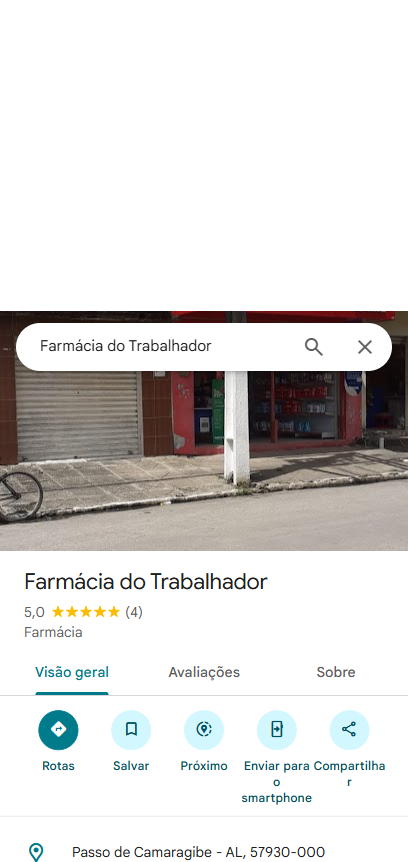 Farmácia do Trabalhador
Farmácia do Trabalhador
5,0 ★★★★★ (4)
Farmácia
Visão geral Avaliações Sobre
Rotas Salvar Próximo Enviar para o smartphone Compartilhar
Passo de Camaragibe - AL, 57930-000